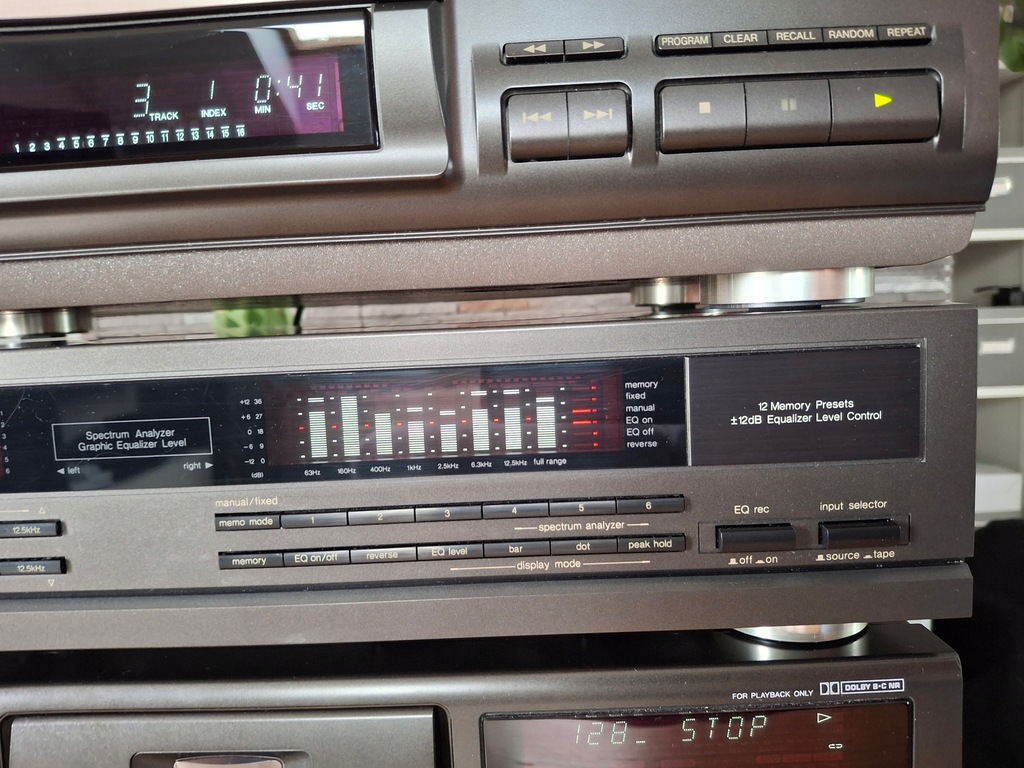 PROGRAM CLEAR RECALL RANDOM REPEAT
3 TRACK 1 INDEX 0:41 MIN SEC
1 2 3 4 5 6 7 8 9 10 11 12 13 14 15 16
+12 36
+6 27
0 18
-6 9
-12 0
(dB)
63Hz 160Hz 400Hz 1kHz 2.5kHz 6.3kHz 12.5kHz full range
memory
fixed
manual
EQ on
EQ off
reverse
Spectrum Analyzer
Graphic Equalizer Level
left right
12 Memory Presets
±12dB Equalizer Level Control
manual/fixed
memo mode 1 2 3 4 5 6
spectrum analyzer
memory EQ on/off reverse EQ level bar dot peak hold
display mode
12.5kHz
12.5kHz
EQ rec
off on
input selector
source tape
FOR PLAYBACK ONLY DOLBY B·C NR
128_ STOP